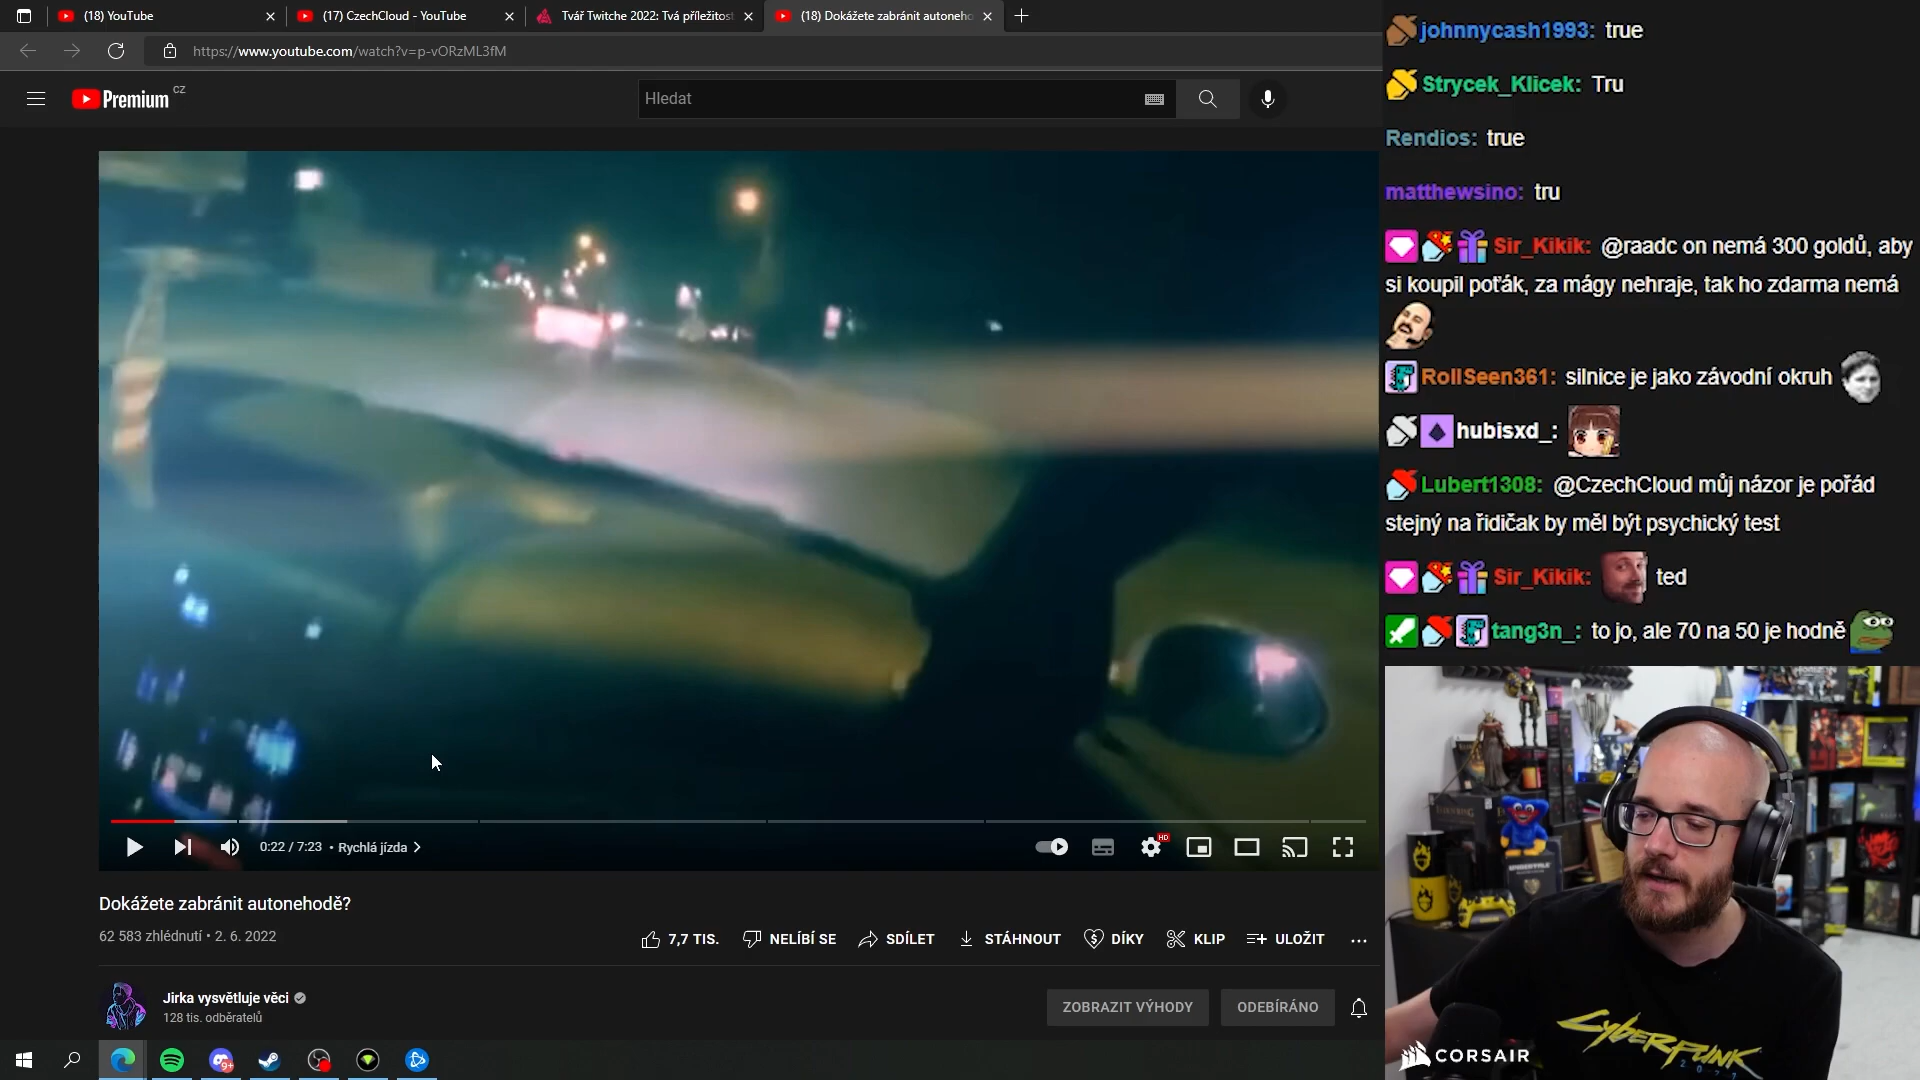 (18) YouTube
(17) CzechCloud - YouTube
Tvář Twitche 2022: Tvá příležitost
(18) Dokážete zabránit autoneho
https://www.youtube.com/watch?v=p-vORzML3fM
Premium CZ
Hledat
0:22 / 7:23 • Rychlá jízda
HD
Dokážete zabránit autonehodě?
62 583 zhlédnutí • 2. 6. 2022
7,7 TIS.
NELÍBÍ SE
SDÍLET
STÁHNOUT
DÍKY
KLIP
ULOŽIT
Jirka vysvětluje věci
128 tis. odběratelů
ZOBRAZIT VÝHODY
ODEBÍRÁNO
9+
johnnycash1993: true
Strycek_Klicek: Tru
Rendios: true
matthewsino: tru
Sir_Kikik: @raadc on nemá 300 goldů, aby
si koupil poťák, za mágy nehraje, tak ho zdarma nemá
RollSeen361: silnice je jako závodní okruh
hubisxd_:
Lubert1308: @CzechCloud můj názor je pořád
stejný na řidičak by měl být psychický test
Sir_Kikik: ted
tang3n_: to jo, ale 70 na 50 je hodně
UNDERTALE
Cyberpunk
2077
CORSAIR